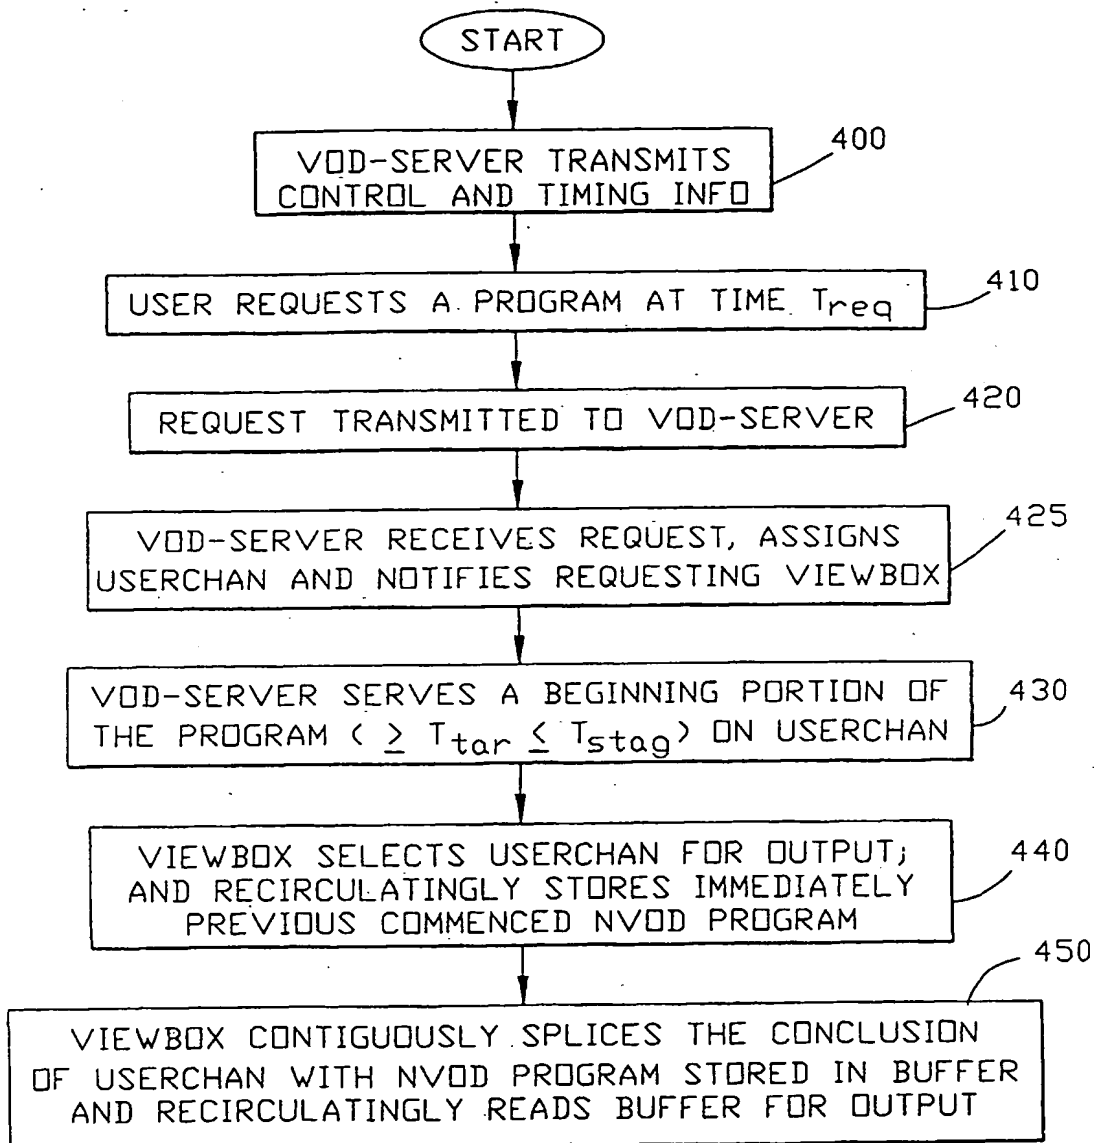 START
400
VOD-SERVER TRANSMITS
CONTROL AND TIMING INFO
410
USER REQUESTS A PROGRAM AT TIME Treq
420
REQUEST TRANSMITTED TO VOD-SERVER
425
VOD-SERVER RECEIVES REQUEST, ASSIGNS
USERCHAN AND NOTIFIES REQUESTING VIEWBOX
430
VOD-SERVER SERVES A BEGINNING PORTION OF
THE PROGRAM ( ≥ Ttar ≤ Tstag) ON USERCHAN
440
VIEWBOX SELECTS USERCHAN FOR OUTPUT;
AND RECIRCULATINGLY STORES IMMEDIATELY
PREVIOUS COMMENCED NVOD PROGRAM
450
VIEWBOX CONTIGUOUSLY SPLICES THE CONCLUSION
OF USERCHAN WITH NVOD PROGRAM STORED IN BUFFER
AND RECIRCULATINGLY READS BUFFER FOR OUTPUT